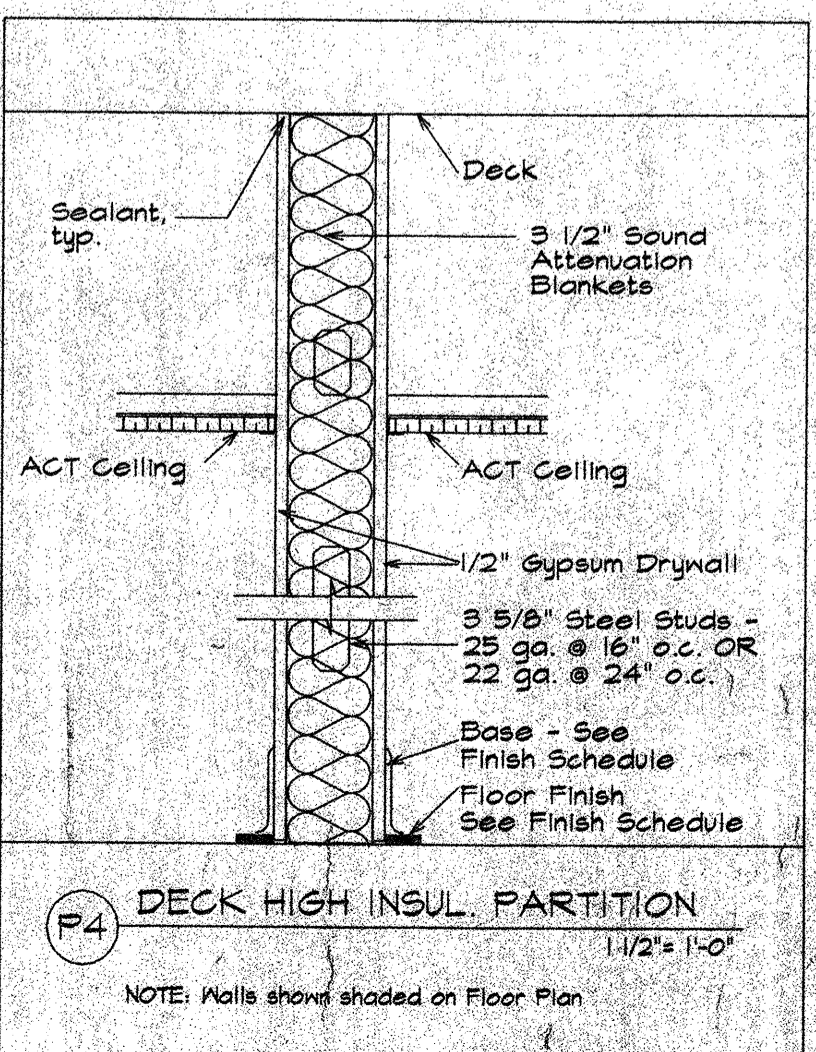 Deck
Sealant,
typ.
3 1/2" Sound
Attenuation
Blankets
ACT Ceiling
ACT Ceiling
1/2" Gypsum Drywall
3 5/8" Steel Studs -
25 ga. @ 16" o.c. OR
22 ga. @ 24" o.c.
Base - See
Finish Schedule
Floor Finish
See Finish Schedule
P4
DECK HIGH INSUL. PARTITION
1 1/2"= 1'-0"
NOTE: Walls shown shaded on Floor Plan